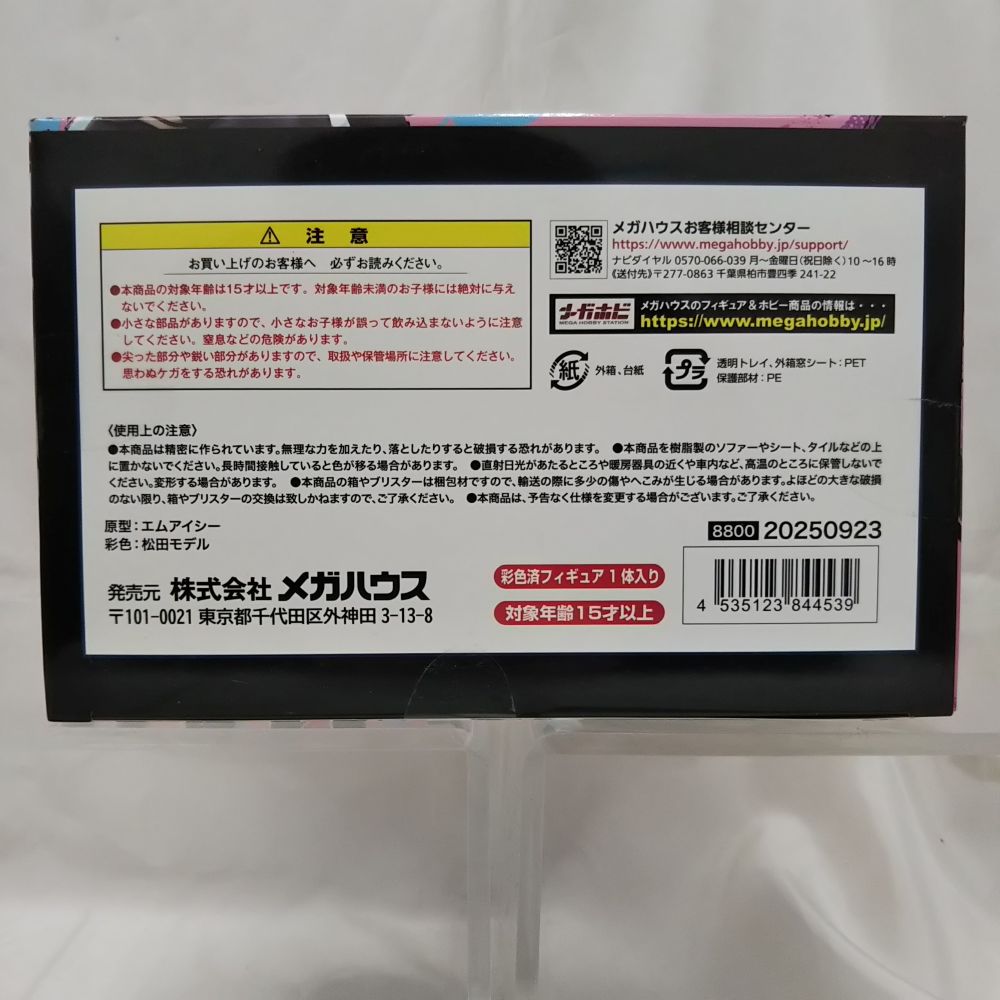 ⚠ 注意
お買い上げのお客様へ　必ずお読みください。
●本商品の対象年齢は15才以上です。対象年齢未満のお子様には絶対に与え
ないでください。
●小さな部品がありますので、小さなお子様が誤って飲み込まないように注意
してください。窒息などの危険があります。
●尖った部分や鋭い部分がありますので、取扱や保管場所に注意してください。
思わぬケガをする恐れがあります。
メガハウスお客様相談センター
https://www.megahobby.jp/support/
ナビダイヤル 0570-066-039 月～金曜日(祝日除く)10～16時
《送付先》〒277-0863 千葉県柏市豊四季241-22
メガホビ
MEGA HOBBY STATION
メガハウスのフィギュア&ホビー商品の情報は・・・
https://www.megahobby.jp/
紙
外箱、台紙
プラ
透明トレイ、外箱窓シート:PET
保護部材:PE
〈使用上の注意〉
●本商品は精密に作られています。無理な力を加えたり、落としたりすると破損する恐れがあります。 ●本商品を樹脂製のソファーやシート、タイルなどの上
に置かないでください。長時間接触していると色が移る場合があります。 ●直射日光があたるところや暖房器具の近くや車内など、高温のところに保管しないで
ください。変形する場合があります。 ●本商品の箱やブリスターは梱包材ですので、輸送の際に多少の傷やへこみが生じる場合があります。よほどの大きな破損
のない限り、箱やブリスターの交換は致しかねますので、ご了承ください。 ●本商品は、予告なく仕様を変更する場合がございます。ご了承ください。
原型:エムアイシー
彩色:松田モデル
8800 20250923
発売元 株式会社 メガハウス
〒101-0021 東京都千代田区外神田 3-13-8
彩色済フィギュア1体入り
対象年齢15才以上
4 535123 844539